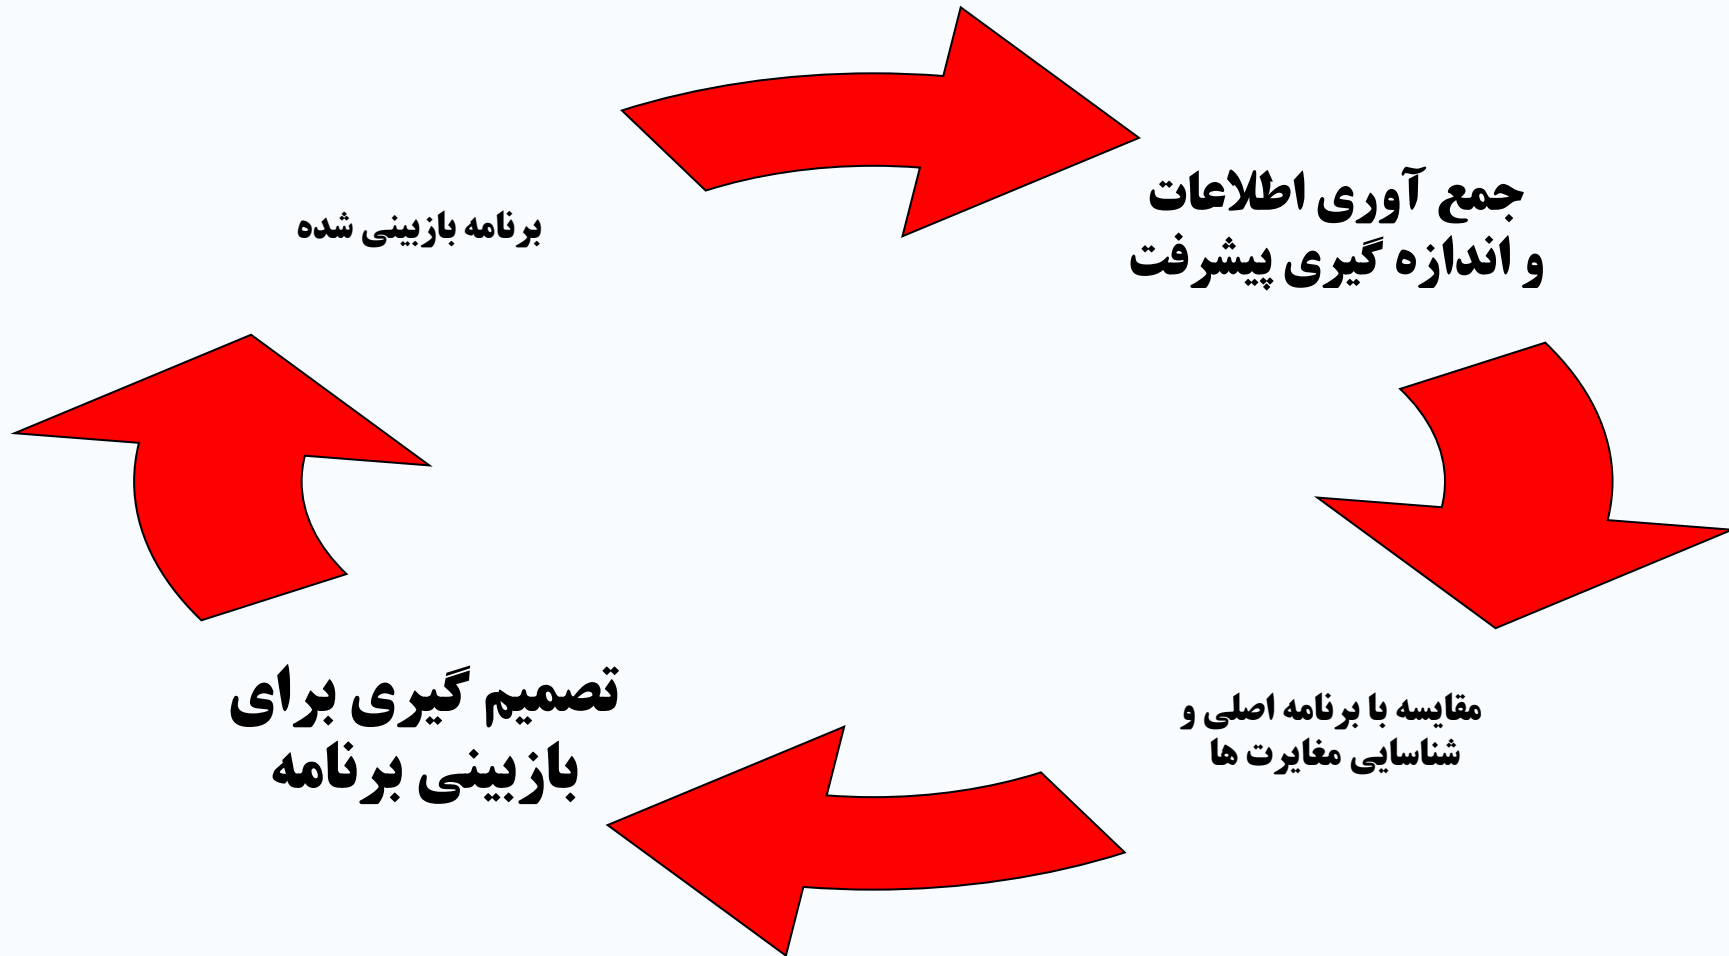 برنامه بازبینی شده
جمع آوری اطلاعات
و اندازه گیری پیشرفت
مقایسه با برنامه اصلی و
شناسایی مغایرت ها
تصمیم گیری برای
بازبینی برنامه